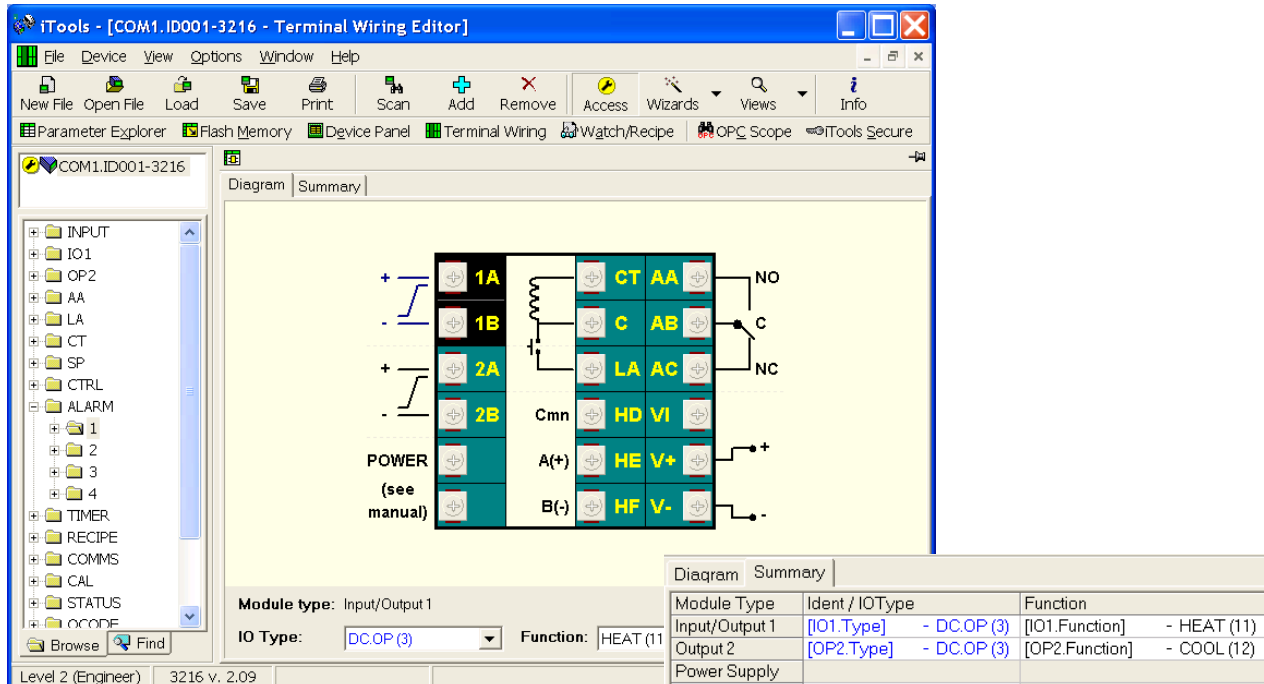 iTools - [COM1.ID001-3216 - Terminal Wiring Editor]
File Device View Options Window Help
New File Open File Load Save Print Scan Add Remove Access Wizards Views Info
Parameter Explorer Flash Memory Device Panel Terminal Wiring Watch/Recipe OPC Scope iTools Secure
COM1.ID001-3216
Diagram Summary
INPUT
IO1
OP2
AA
LA
CT
SP
CTRL
ALARM
1
2
3
4
TIMER
RECIPE
COMMS
CAL
STATUS
OCODE
Browse Find
+ 1A CT AA NO
- 1B C AB C
+ 2A LA AC NC
- 2B Cmn HD VI
POWER A(+) HE V+ +
(see
manual) B(-) HF V- -
Module type: Input/Output 1
IO Type: DC.OP (3) Function: HEAT (11
Level 2 (Engineer) 3216 v. 2.09
Diagram Summary
Module Type Ident / IOType Function
Input/Output 1 [IO1.Type] - DC.OP (3) [IO1.Function] - HEAT (11)
Output 2 [OP2.Type] - DC.OP (3) [OP2.Function] - COOL (12)
Power Supply